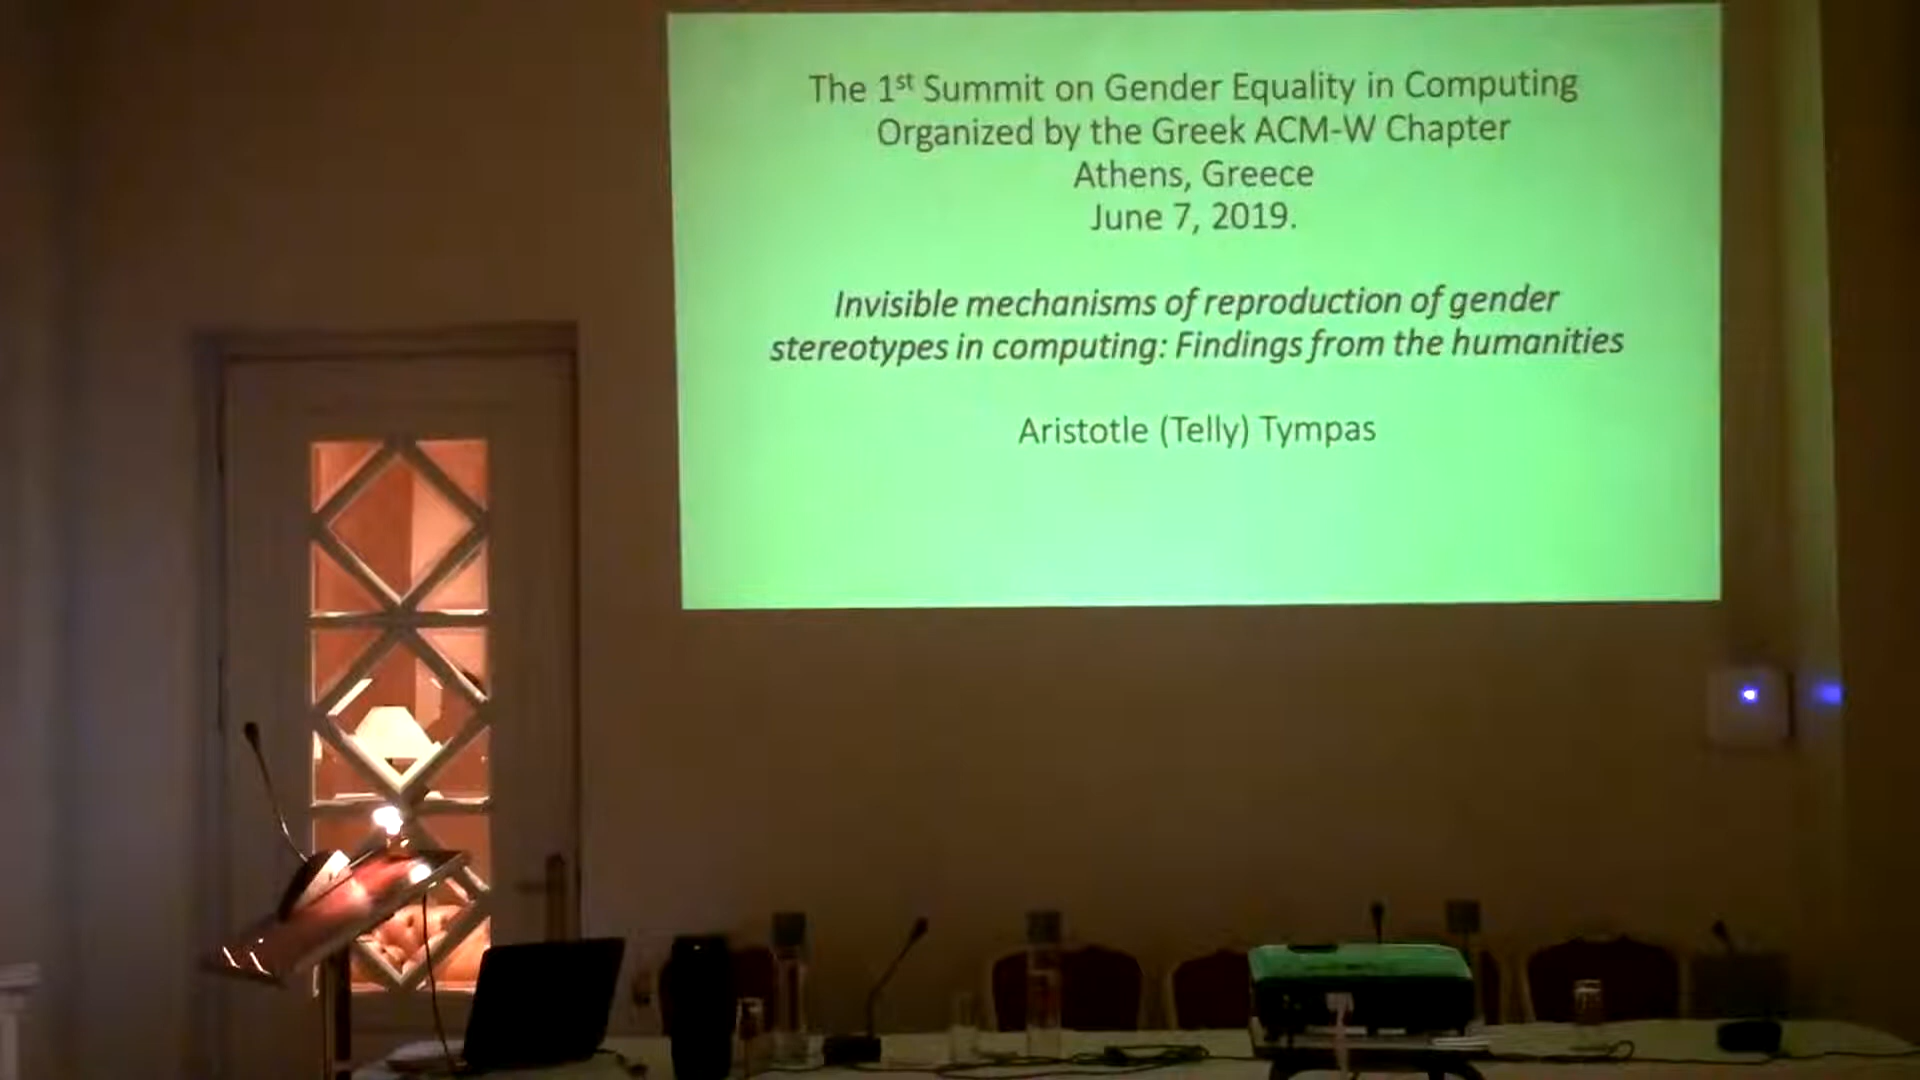 The 1st Summit on Gender Equality in Computing
Organized by the Greek ACM-W Chapter
Athens, Greece
June 7, 2019.
Invisible mechanisms of reproduction of gender
stereotypes in computing: Findings from the humanities
Aristotle (Telly) Tympas